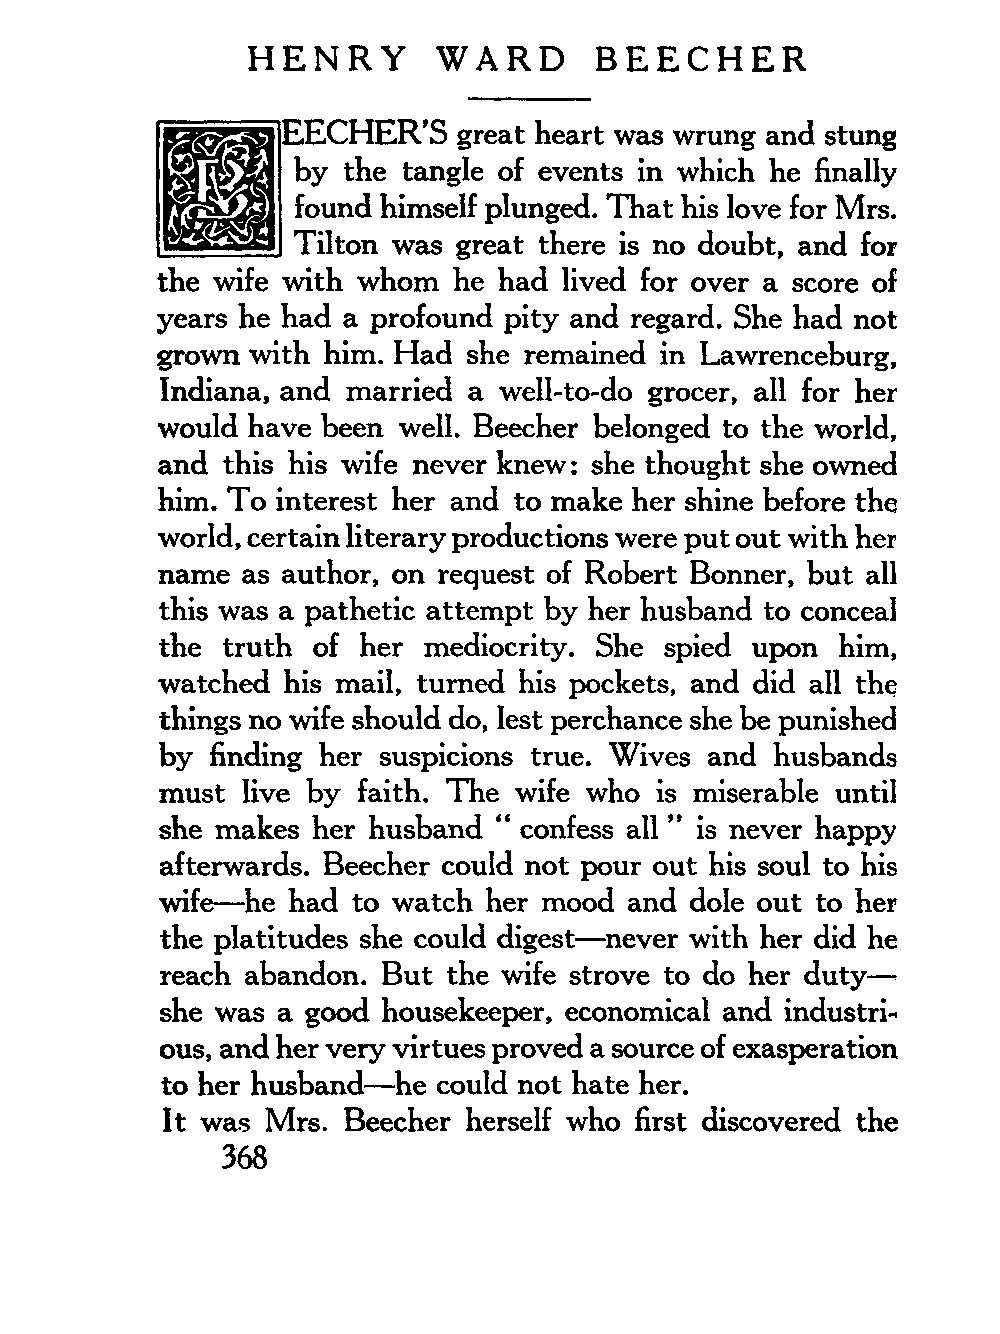 HENRY WARD BEECHER
BEECHER'S great heart was wrung and stung
by the tangle of events in which he finally
found himself plunged. That his love for Mrs.
Tilton was great there is no doubt, and for
the wife with whom he had lived for over a score of
years he had a profound pity and regard. She had not
grown with him. Had she remained in Lawrenceburg,
Indiana, and married a well-to-do grocer, all for her
would have been well. Beecher belonged to the world,
and this his wife never knew: she thought she owned
him. To interest her and to make her shine before the
world, certain literary productions were put out with her
name as author, on request of Robert Bonner, but all
this was a pathetic attempt by her husband to conceal
the truth of her mediocrity. She spied upon him,
watched his mail, turned his pockets, and did all the
things no wife should do, lest perchance she be punished
by finding her suspicions true. Wives and husbands
must live by faith. The wife who is miserable until
she makes her husband “ confess all ” is never happy
afterwards. Beecher could not pour out his soul to his
wife—he had to watch her mood and dole out to her
the platitudes she could digest—never with her did he
reach abandon. But the wife strove to do her duty—
she was a good housekeeper, economical and industri-
ous, and her very virtues proved a source of exasperation
to her husband—he could not hate her.
It was Mrs. Beecher herself who first discovered the
368